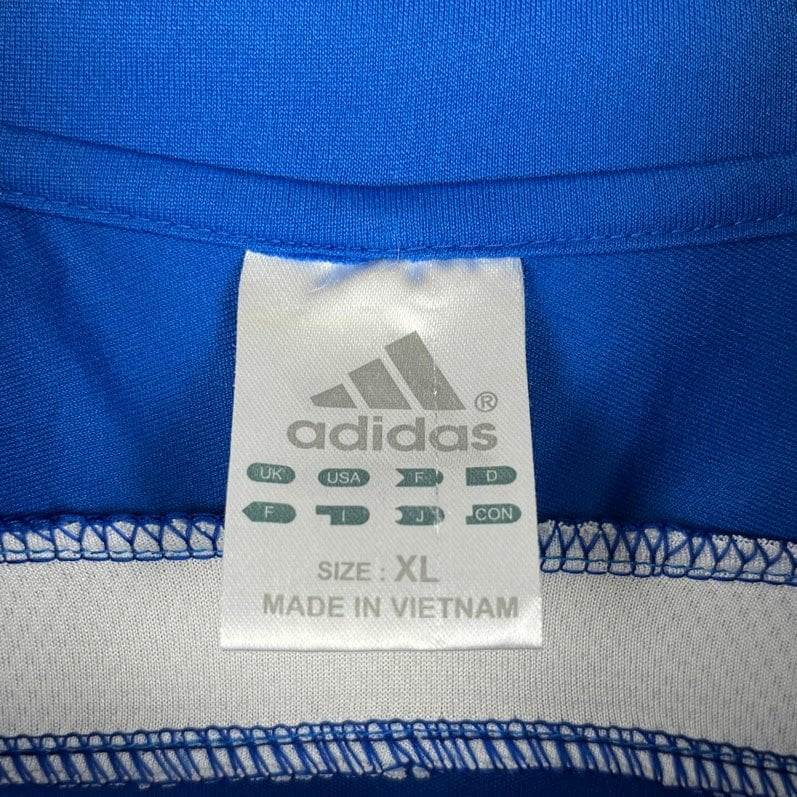 adidas®
UK USA F D
F I J CON
SIZE : XL
MADE IN VIETNAM